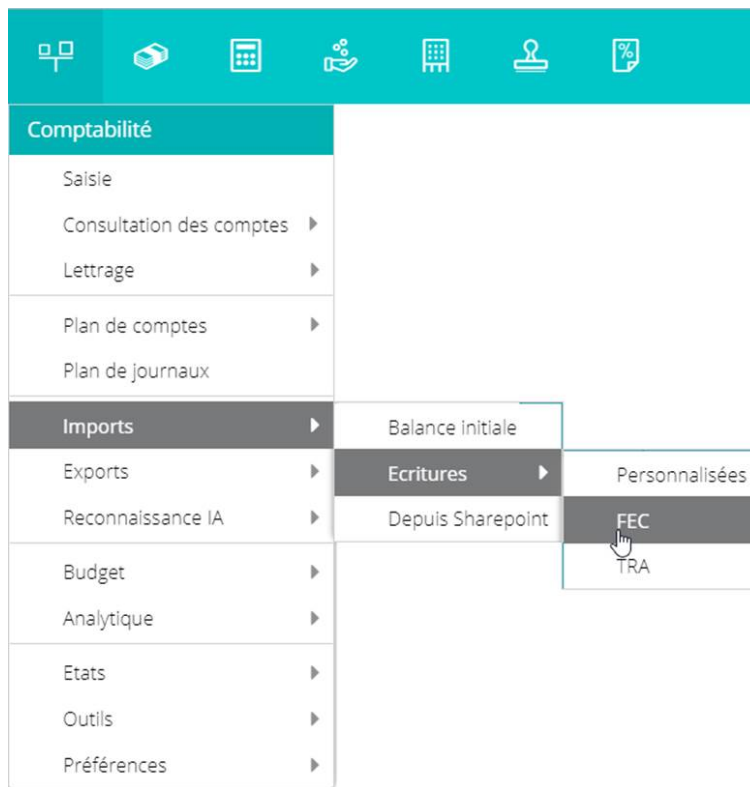 Comptabilité
Saisie
Consultation des comptes
Lettrage
Plan de comptes
Plan de journaux
Imports
Balance initiale
Exports
Ecritures
Personnalisées
Reconnaissance IA
Depuis Sharepoint
FEC
Budget
TRA
Analytique
Etats
Outils
Préférences